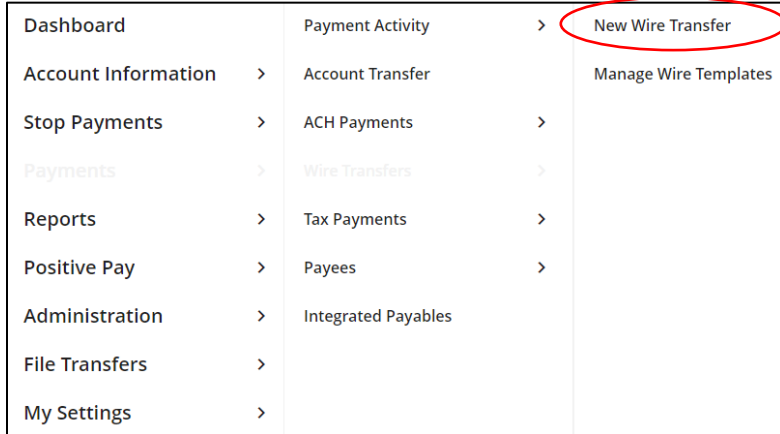 Dashboard
Account Information
Stop Payments
Payments
Reports
Positive Pay
Administration
File Transfers
My Settings
Payment Activity
Account Transfer
ACH Payments
Wire Transfers
Tax Payments
Payees
Integrated Payables
New Wire Transfer
Manage Wire Templates